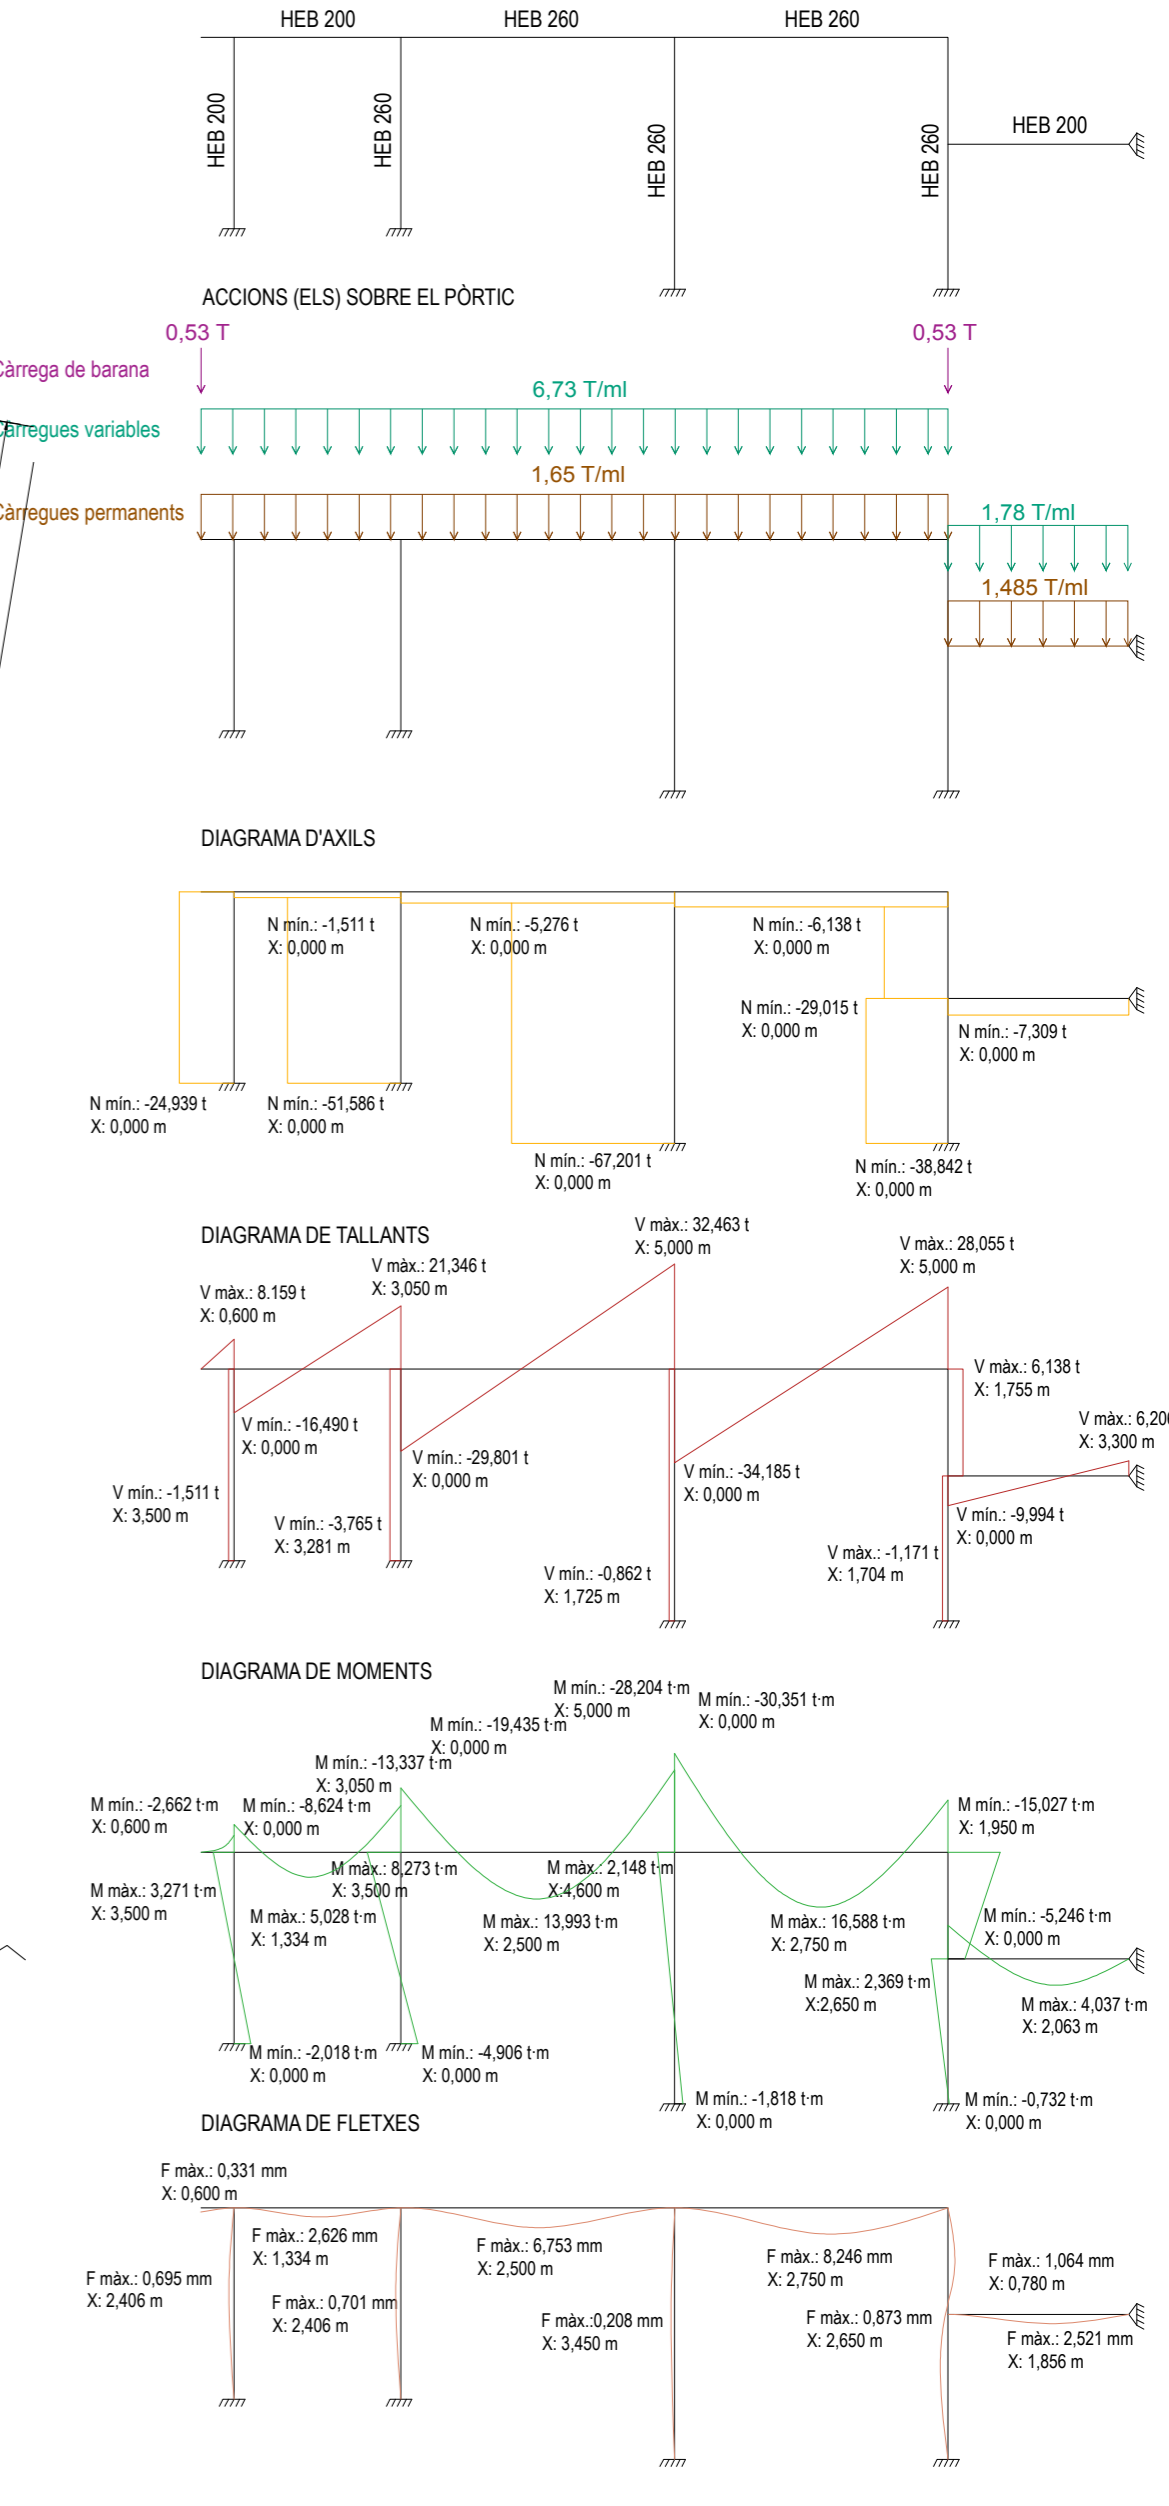 HEB 200
HEB 260
HEB 260
HEB 200
HEB 260
HEB 260
HEB 260
HEB 200
ACCIONS (ELS) SOBRE EL PÒRTIC
0,53 T
0,53 T
Càrrega de barana
6,73 T/ml
Càrregues variables
1,65 T/ml
Càrregues permanents
1,78 T/ml
1,485 T/ml
DIAGRAMA D'AXILS
N mín.: -1,511 t
X: 0,000 m
N mín.: -5,276 t
X: 0,000 m
N mín.: -6,138 t
X: 0,000 m
N mín.: -29,015 t
X: 0,000 m
N mín.: -7,309 t
X: 0,000 m
N mín.: -24,939 t
X: 0,000 m
N mín.: -51,586 t
X: 0,000 m
N mín.: -67,201 t
X: 0,000 m
N mín.: -38,842 t
X: 0,000 m
DIAGRAMA DE TALLANTS
V màx.: 32,463 t
X: 5,000 m
V màx.: 28,055 t
X: 5,000 m
V màx.: 21,346 t
X: 3,050 m
V màx.: 8.159 t
X: 0,600 m
V màx.: 6,138 t
X: 1,755 m
V màx.: 6,206
X: 3,300 m
V mín.: -16,490 t
X: 0,000 m
V mín.: -29,801 t
X: 0,000 m
V mín.: -34,185 t
X: 0,000 m
V mín.: -9,994 t
X: 0,000 m
V mín.: -1,511 t
X: 3,500 m
V mín.: -3,765 t
X: 3,281 m
V mín.: -0,862 t
X: 1,725 m
V màx.: -1,171 t
X: 1,704 m
DIAGRAMA DE MOMENTS
M mín.: -28,204 t·m
X: 5,000 m
M mín.: -30,351 t·m
X: 0,000 m
M mín.: -19,435 t·m
X: 0,000 m
M mín.: -13,337 t·m
X: 3,050 m
M mín.: -2,662 t·m
X: 0,600 m
M mín.: -8,624 t·m
X: 0,000 m
M mín.: -15,027 t·m
X: 1,950 m
M màx.: 8,273 t·m
X: 3,500 m
M màx.: 2,148 t·m
X:4,600 m
M màx.: 3,271 t·m
X: 3,500 m
M màx.: 5,028 t·m
X: 1,334 m
M màx.: 13,993 t·m
X: 2,500 m
M màx.: 16,588 t·m
X: 2,750 m
M mín.: -5,246 t·m
X: 0,000 m
M màx.: 2,369 t·m
X:2,650 m
M màx.: 4,037 t·m
X: 2,063 m
M mín.: -2,018 t·m
X: 0,000 m
M mín.: -4,906 t·m
X: 0,000 m
M mín.: -1,818 t·m
X: 0,000 m
M mín.: -0,732 t·m
X: 0,000 m
DIAGRAMA DE FLETXES
F màx.: 0,331 mm
X: 0,600 m
F màx.: 2,626 mm
X: 1,334 m
F màx.: 6,753 mm
X: 2,500 m
F màx.: 8,246 mm
X: 2,750 m
F màx.: 1,064 mm
X: 0,780 m
F màx.: 0,695 mm
X: 2,406 m
F màx.: 0,701 mm
X: 2,406 m
F màx.:0,208 mm
X: 3,450 m
F màx.: 0,873 mm
X: 2,650 m
F màx.: 2,521 mm
X: 1,856 m